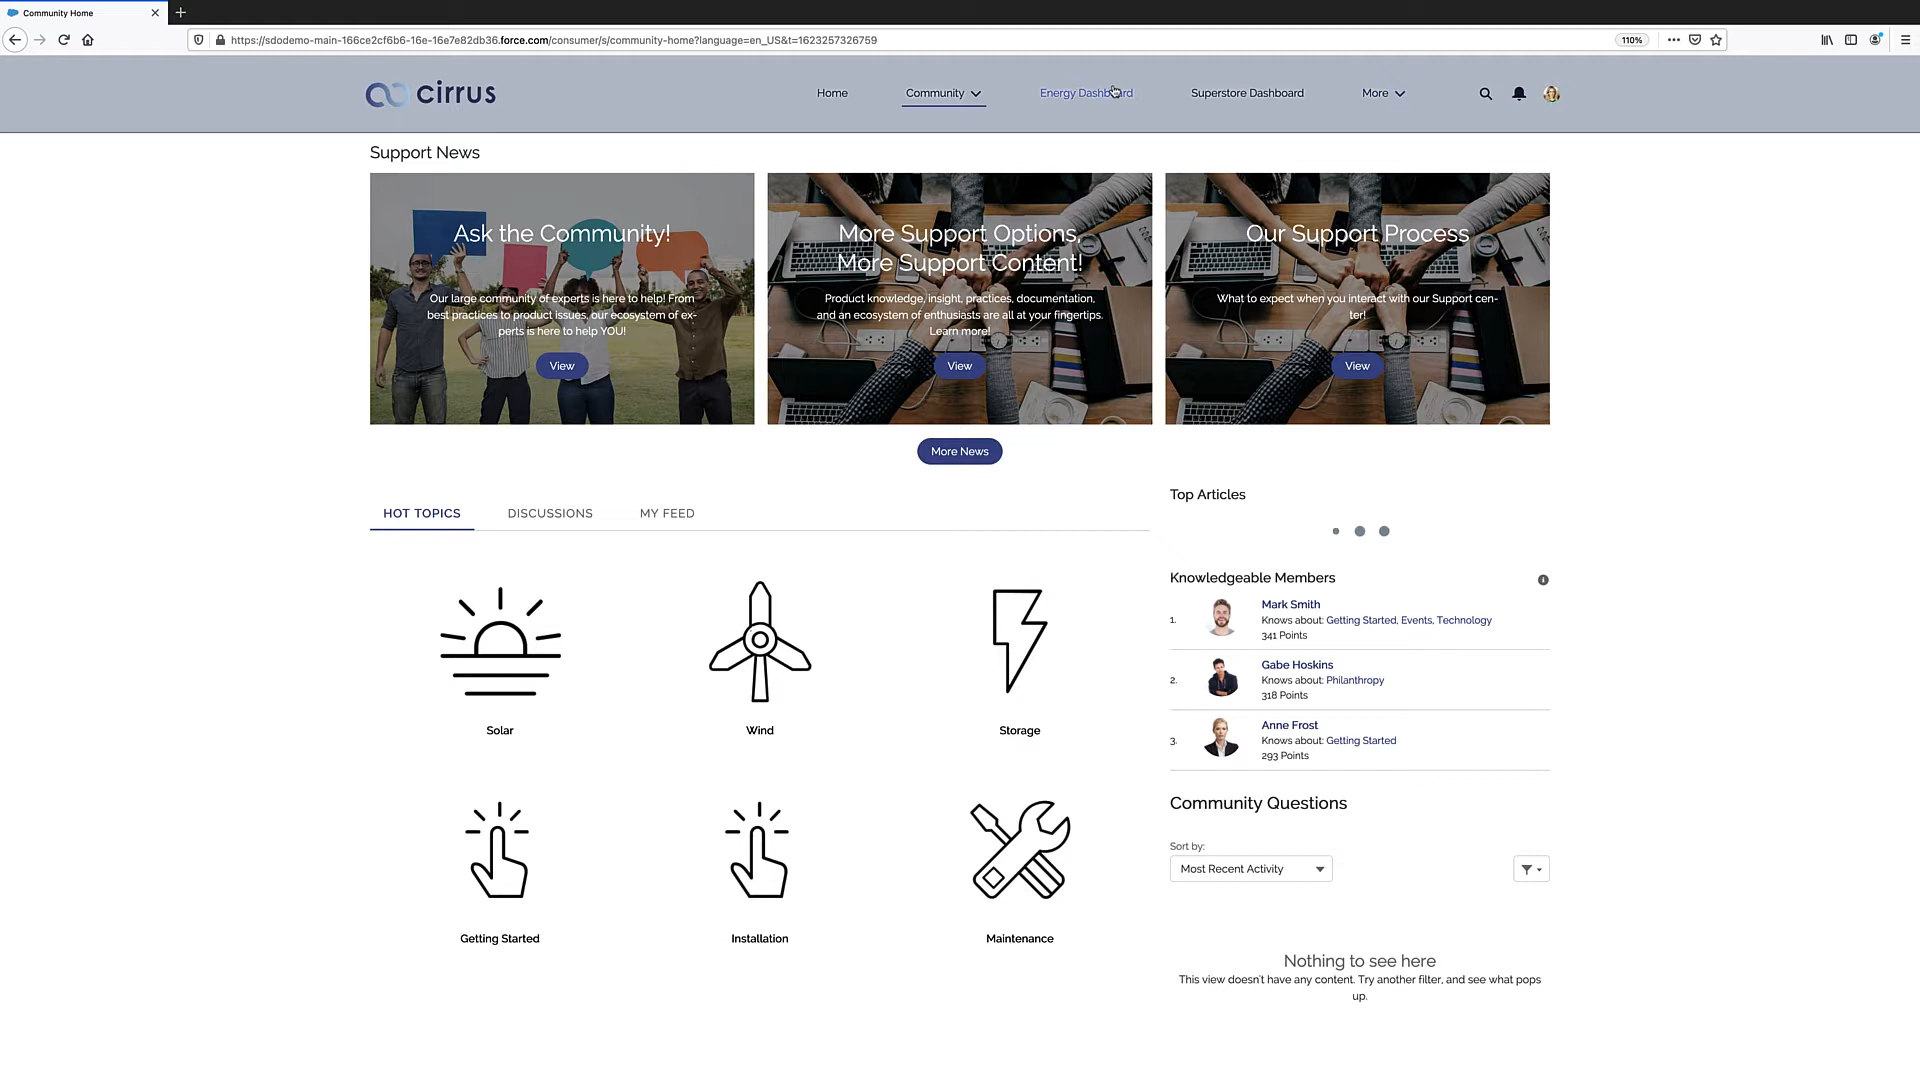 Community Home
https://sdodemo-main-166ce2cf6b6-16e-16e7e82db36.force.com/consumer/s/community-home?language=en_US&t=1623257326759
110%
cirrus
Home
Community
Energy Dashboard
Superstore Dashboard
More
Support News
Ask the Community!
Our large community of experts is here to help! From
best practices to product issues, our ecosystem of ex-
perts is here to help YOU!
View
More Support Options,
More Support Content!
Product knowledge, insight, practices, documentation,
and an ecosystem of enthusiasts are all at your fingertips.
Learn more!
View
Our Support Process
What to expect when you interact with our Support cen-
ter!
View
More News
HOT TOPICS
DISCUSSIONS
MY FEED
Solar
Wind
Storage
Getting Started
Installation
Maintenance
Top Articles
Knowledgeable Members
1.
Mark Smith
Knows about: Getting Started, Events, Technology
341 Points
2.
Gabe Hoskins
Knows about: Philanthropy
318 Points
3.
Anne Frost
Knows about: Getting Started
293 Points
Community Questions
Sort by:
Most Recent Activity
Nothing to see here
This view doesn't have any content. Try another filter, and see what pops
up.